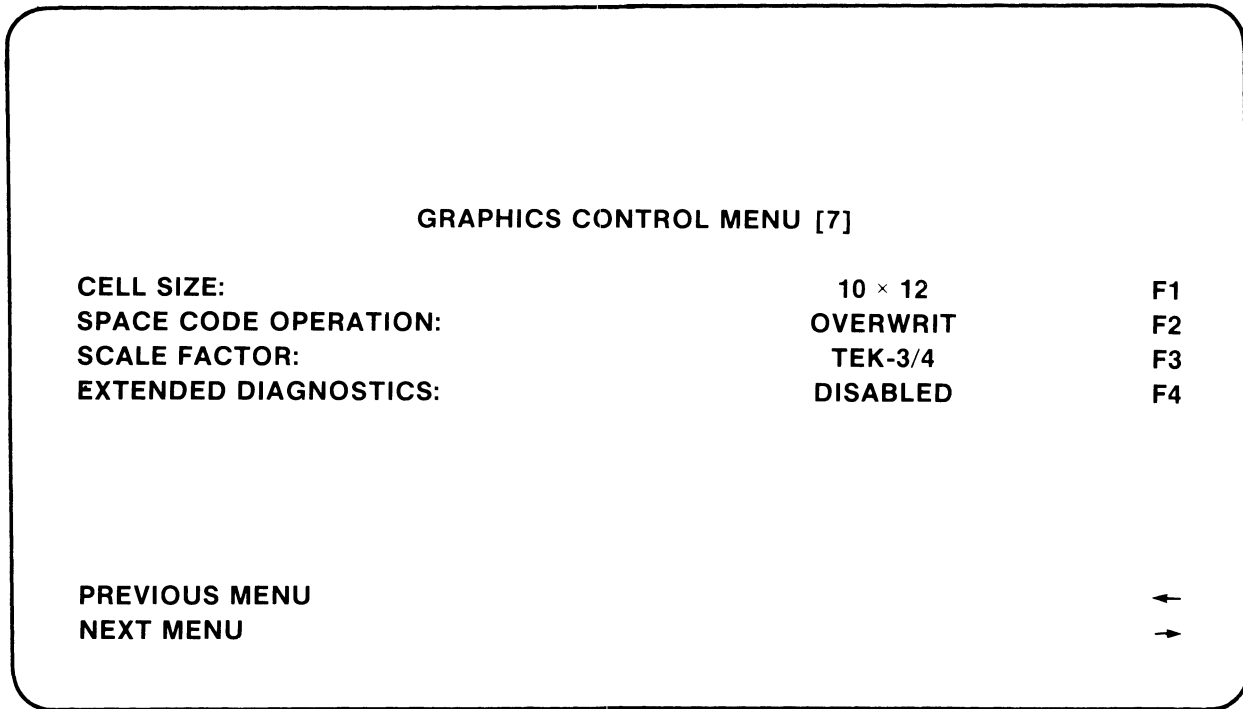 GRAPHICS CONTROL MENU [7]
CELL SIZE: 10 × 12 F1
SPACE CODE OPERATION: OVERWRIT F2
SCALE FACTOR: TEK-3/4 F3
EXTENDED DIAGNOSTICS: DISABLED F4
PREVIOUS MENU ←
NEXT MENU →